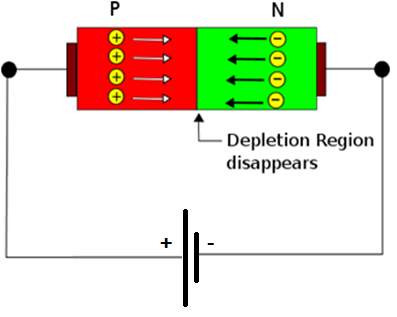 P N
+ -
+ -
+ -
+ -
Depletion Region
disappears
+ -